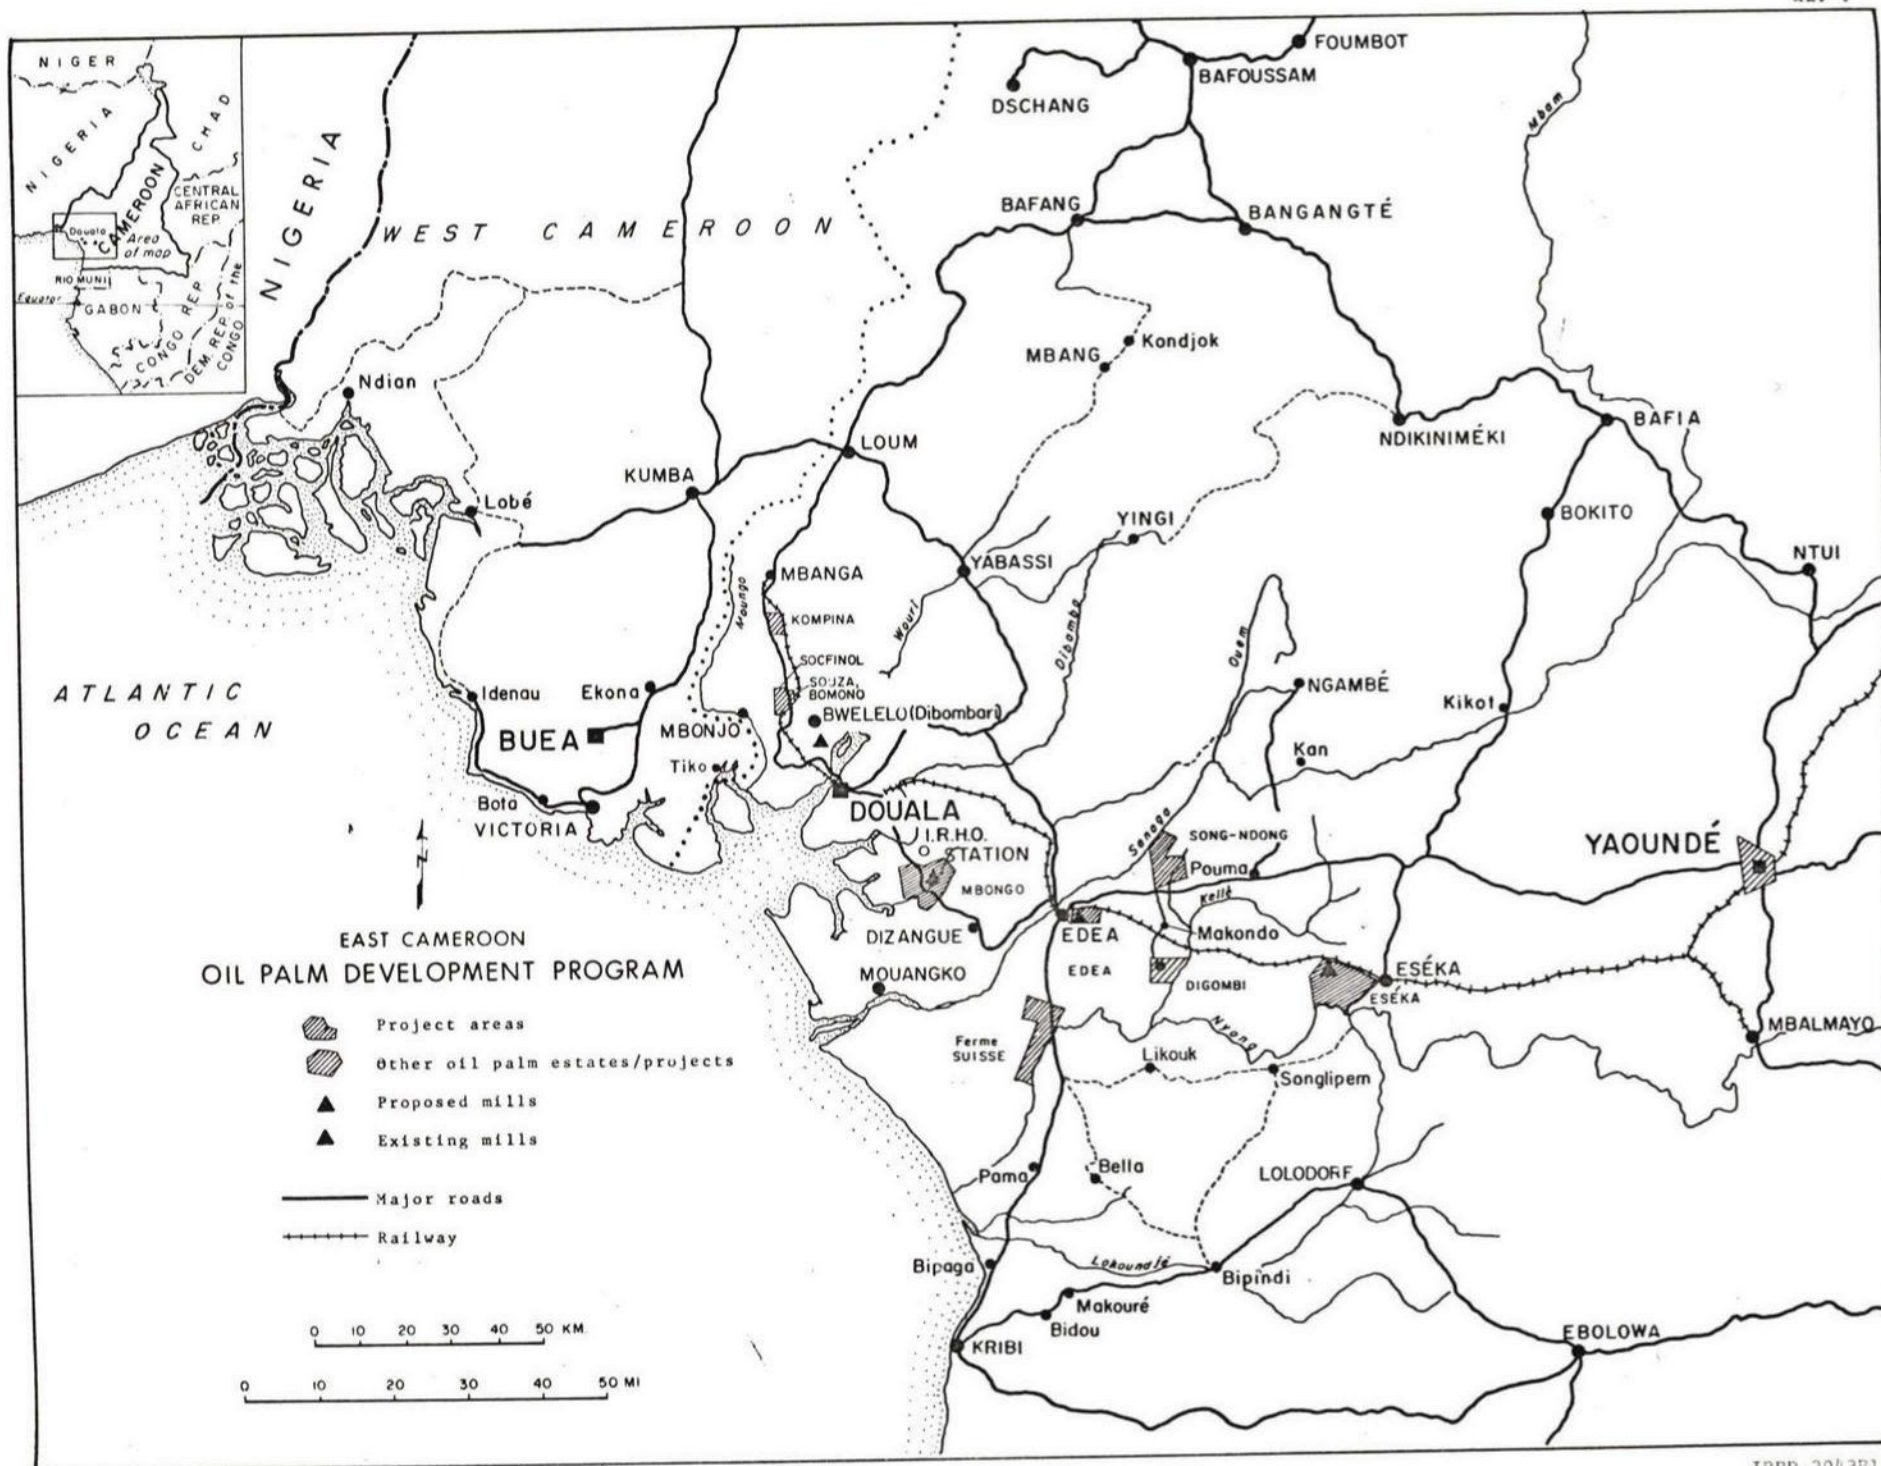 NIGER
NIGERIA
CHAD
CAMEROON
CENTRAL
AFRICAN
REP.
Douala
Area
of map
RIO MUNI
Equator
GABON
CONGO REP.
DEM. REP. of the
CONGO
NIGERIA
WEST CAMEROON
FOUMBOT
BAFOUSSAM
DSCHANG
Mbam
BAFANG
BANGANGTÉ
Kondjok
MBANG
Ndian
LOUM
NDIKINIMÉKI
BAFIA
KUMBA
Lobé
YINGI
BOKITO
NTUI
YABASSI
MBANGA
Moungo
KOMPINA
Wouri
Dibamba
Ouem
SOCFINOL
SOUZA,
BOMONO
NGAMBÉ
Kikot
Idenau
Ekona
BWELELO (Dibombari)
MBONJO
BUEA
Kan
Tiko
ATLANTIC
OCEAN
Bota
VICTORIA
DOUALA
I.R.H.O.
STATION
MBONGO
Sanaga
SONG-NDONG
Pouma
YAOUNDÉ
Kellé
N
DIZANGUE
EDEA
Makondo
MOUANGKO
EDEA
DIGOMBI
ESÉKA
ESÉKA
MBALMAYO
Ferme
SUISSE
Nyong
Likouk
Songlipem
EAST CAMEROON
OIL PALM DEVELOPMENT PROGRAM
Project areas
Other oil palm estates/projects
Proposed mills
Existing mills
Major roads
Railway
Pama
Bella
LOLODORF
Bipaga
Lokoundjé
Bipindi
Makouré
Bidou
KRIBI
EBOLOWA
0 10 20 30 40 50 KM
0 10 20 30 40 50 MI